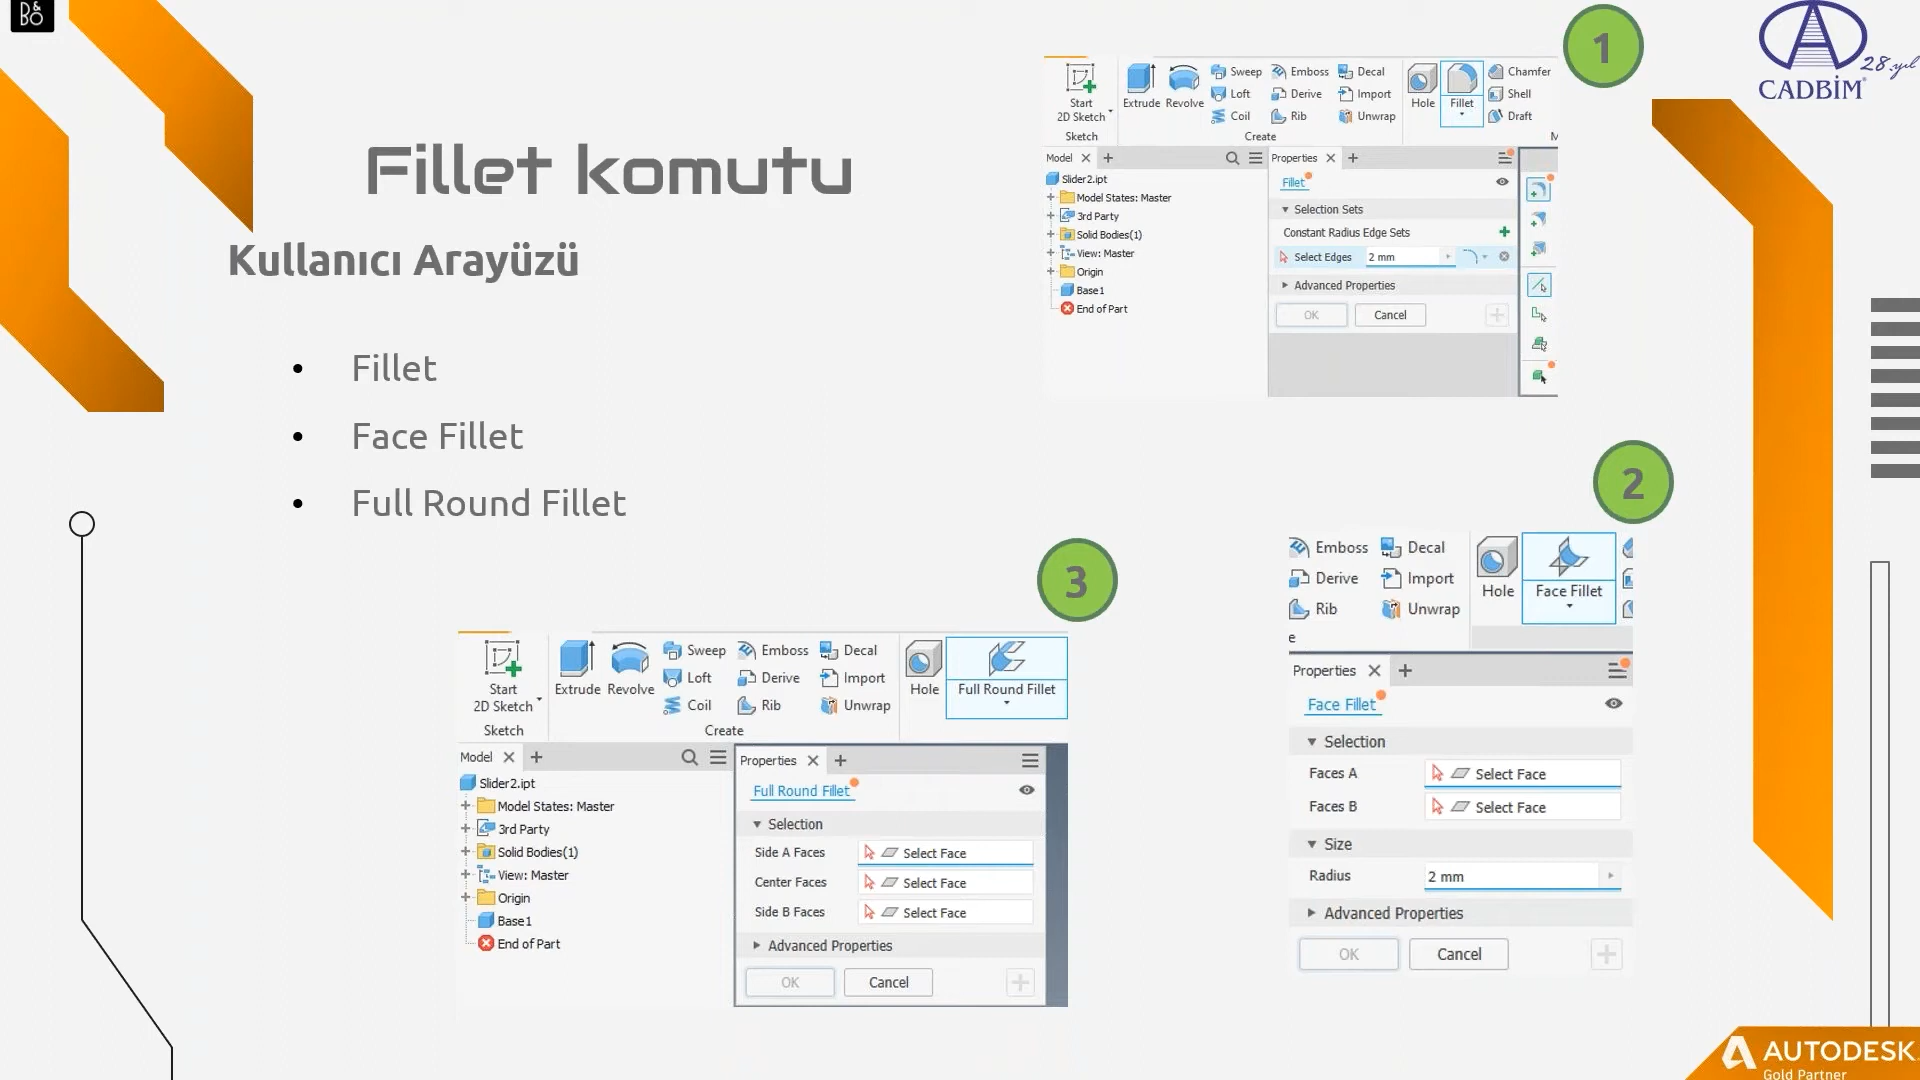 B&BO
28.yıl
CADBİM
Fillet komutu
Kullanıcı Arayüzü
• Fillet
• Face Fillet
• Full Round Fillet
1
Start
2D Sketch
Sketch
Extrude
Revolve
Sweep
Loft
Coil
Emboss
Derive
Rib
Decal
Import
Unwrap
Create
Hole
Fillet
Chamfer
Shell
Draft
M
Model
Slider2.ipt
Model States: Master
3rd Party
Solid Bodies(1)
View: Master
Origin
Base1
End of Part
Properties
Fillet
Selection Sets
Constant Radius Edge Sets
Select Edges 2 mm
Advanced Properties
OK Cancel
2
Emboss
Derive
Rib
Decal
Import
Unwrap
e
Hole
Face Fillet
Properties
Face Fillet
Selection
Faces A Select Face
Faces B Select Face
Size
Radius 2 mm
Advanced Properties
OK Cancel
3
Start
2D Sketch
Sketch
Extrude
Revolve
Sweep
Loft
Coil
Emboss
Derive
Rib
Decal
Import
Unwrap
Create
Hole
Full Round Fillet
Model
Slider2.ipt
Model States: Master
3rd Party
Solid Bodies(1)
View: Master
Origin
Base1
End of Part
Properties
Full Round Fillet
Selection
Side A Faces Select Face
Center Faces Select Face
Side B Faces Select Face
Advanced Properties
OK Cancel
AUTODESK
Gold Partner